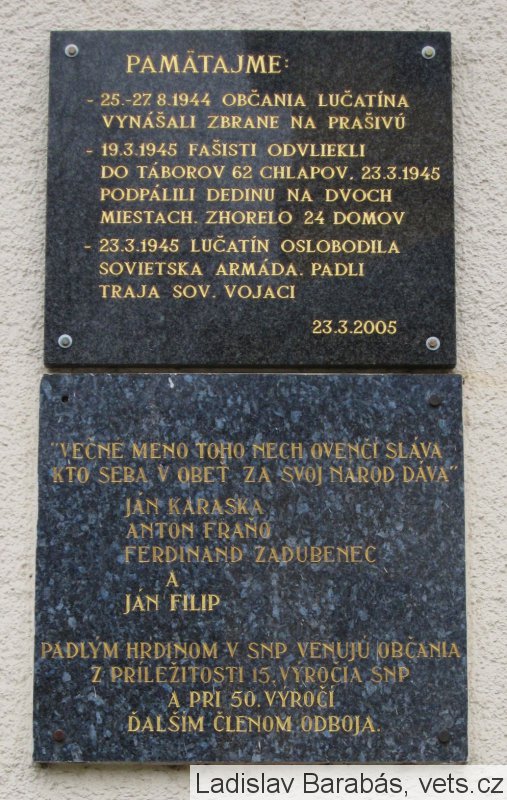 PAMÄTAJME:
- 25.-27.8.1944 OBČANIA LUČATÍNA
VYNÁŠALI ZBRANE NA PRAŠIVÚ
- 19.3.1945 FAŠISTI ODVLIEKLI
DO TÁBOROV 62 CHLAPOV, 23.3.1945
PODPÁLILI DEDINU NA DVOCH
MIESTACH. ZHORELO 24 DOMOV
- 23.3.1945 LUČATÍN OSLOBODILA
SOVIETSKA ARMÁDA. PADLI
TRAJA SOV. VOJACI
23.3.2005
"VEČNE MENO TOHO NECH OVENČÍ SLÁVA
KTO SEBA V OBEŤ ZA SVOJ NÁROD DÁVA"
JÁN KARASKA
ANTON FRAŇO
FERDINAND ZADUBENEC
A
JÁN FILIP
PADLÝM HRDINOM V SNP VENUJÚ OBČANIA
Z PRÍLEŽITOSTI 15. VÝROČIA SNP
A PRI 50. VÝROČÍ
ĎALŠÍM ČLENOM ODBOJA.
Ladislav Barabás, vets.cz